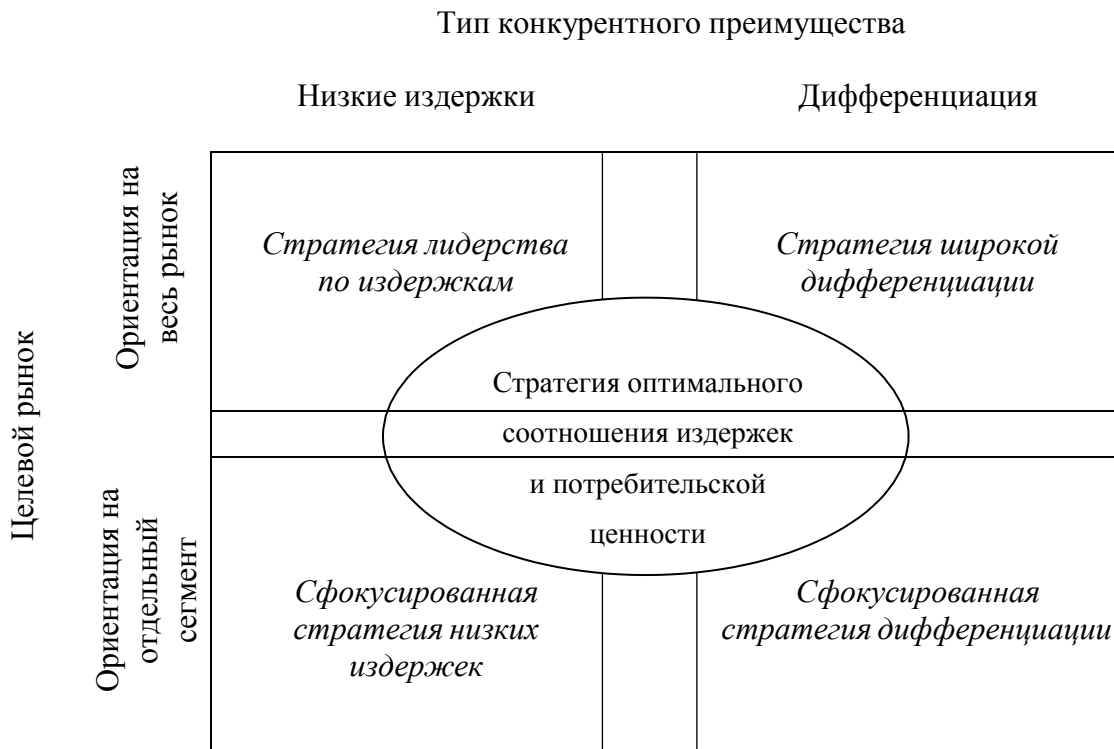 Тип конкурентного преимущества
Низкие издержки
Дифференциация
Целевой рынок
Ориентация на
весь рынок
Стратегия лидерства
по издержкам
Стратегия широкой
дифференциации
Стратегия оптимального
соотношения издержек
и потребительской
ценности
Ориентация на
отдельный
сегмент
Сфокусированная
стратегия низких
издержек
Сфокусированная
стратегия дифференциации